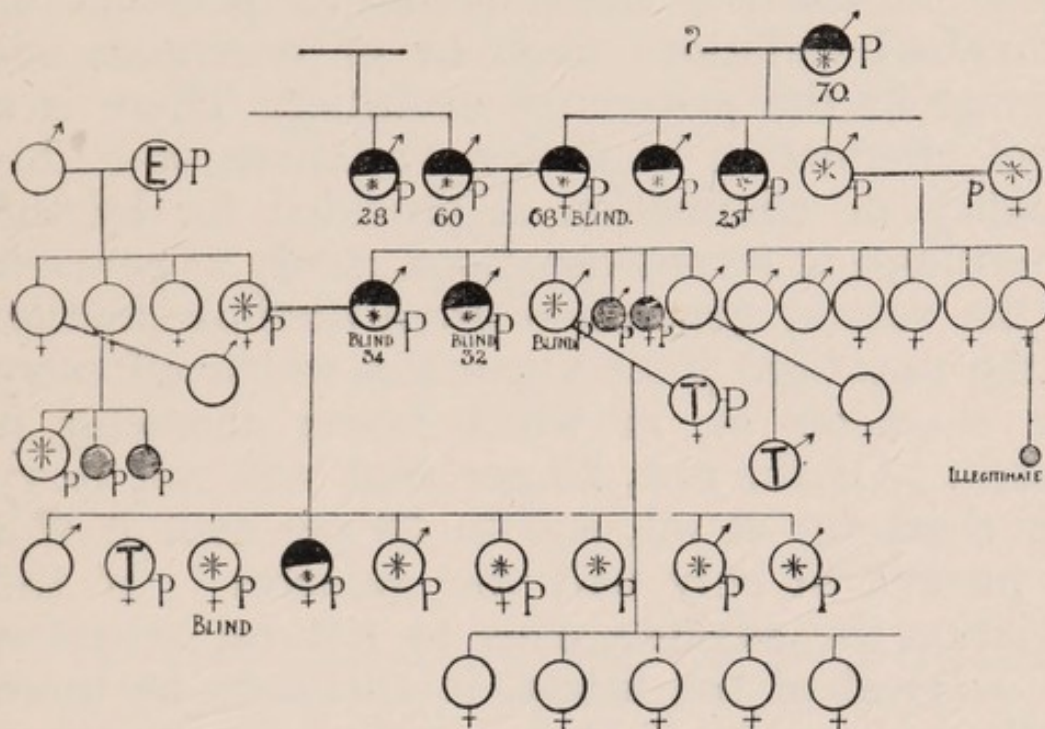 ? P
70.
E P P P P P P P P
28 60 68 BLIND. 25
P P P P P P
BLIND BLIND BLIND
34 32
T P
P P P T
ILLEGITIMATE
T P P P P P P P P
BLIND